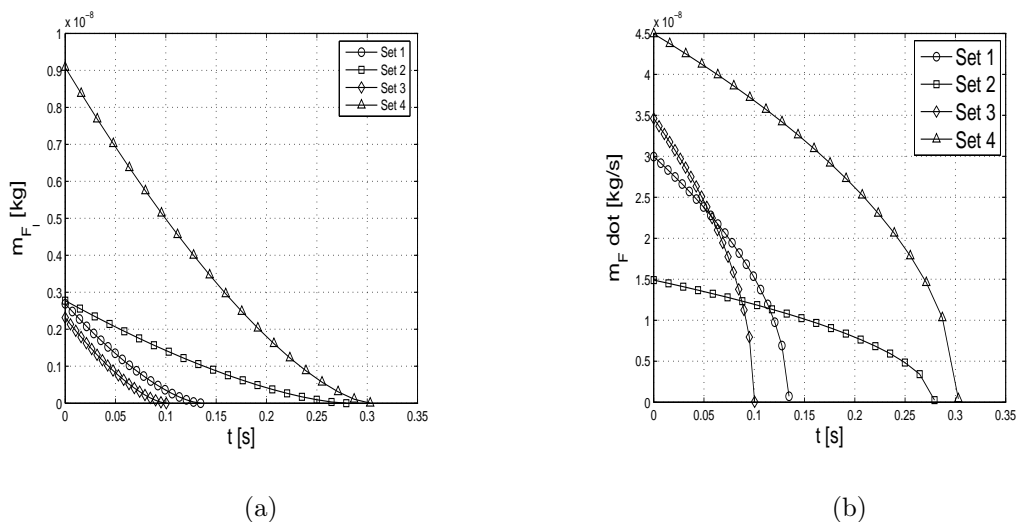 x 10⁻⁸
1
0.9
0.8
0.7
0.6
0.5
0.4
0.3
0.2
0.1
0
m_F_l [kg]
0 0.05 0.1 0.15 0.2 0.25 0.3 0.35
t [s]
Set 1
Set 2
Set 3
Set 4
(a)
x 10⁻⁸
4.5
4
3.5
3.0
2.5
2
1.5
1
0.5
0
m_F dot [kg/s]
0 0.05 0.1 0.15 0.2 0.25 0.3 0.35
t [s]
Set 1
Set 2
Set 3
Set 4
(b)